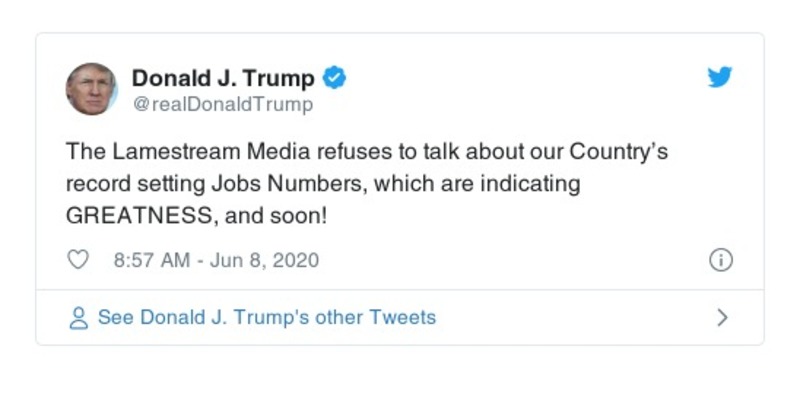 Donald J. Trump
@realDonaldTrump
The Lamestream Media refuses to talk about our Country's
record setting Jobs Numbers, which are indicating
GREATNESS, and soon!
8:57 AM - Jun 8, 2020
See Donald J. Trump's other Tweets